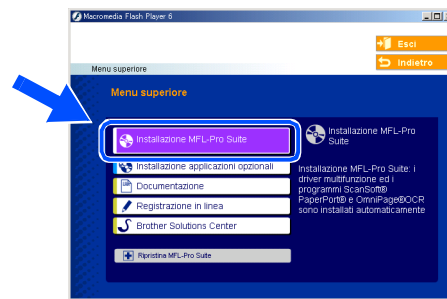 Macromedia Flash Player 6
Esci
Indietro
Menu superiore
Menu superiore
Installazione MFL-Pro Suite
Installazione applicazioni opzionali
Documentazione
Registrazione in linea
Brother Solutions Center
Ripristina MFL-Pro Suite
Installazione MFL-Pro
Suite
Installazione MFL-Pro Suite: i
driver multifunzione ed i
programmi ScanSoft®
PaperPort® e OmniPage®OCR
sono installati automaticamente